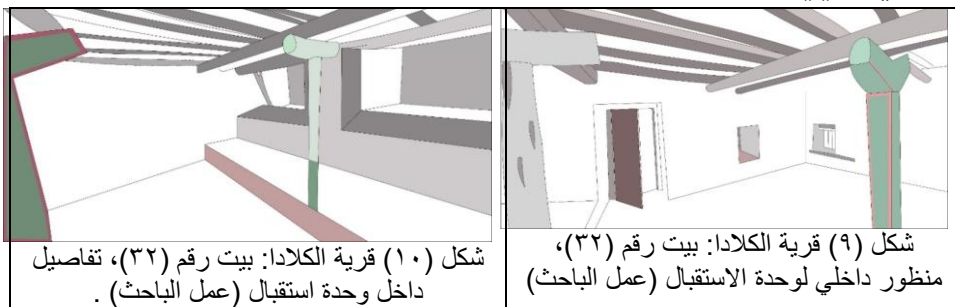 شكل (٩) قرية الكلادا: بيت رقم (٣٢)،
منظور داخلي لوحدة الاستقبال (عمل الباحث)
شكل (١٠) قرية الكلادا: بيت رقم (٣٢)، تفاصيل
داخل وحدة استقبال (عمل الباحث) .